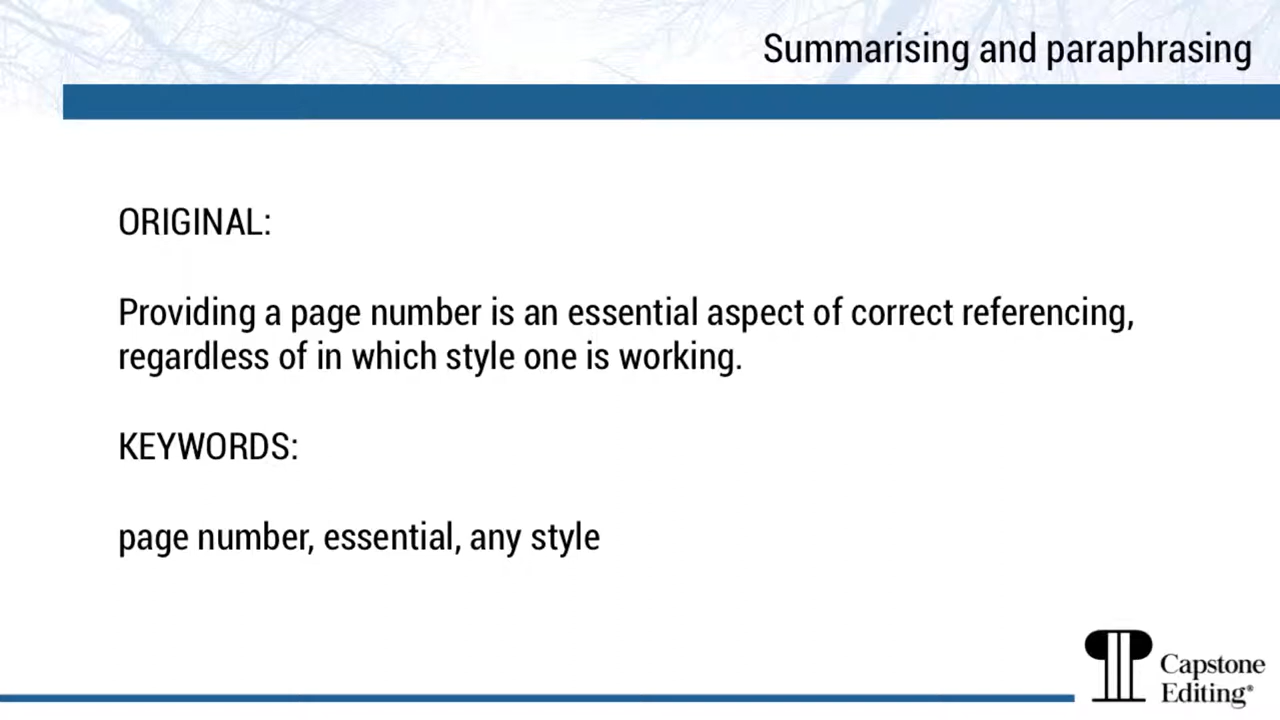 Summarising and paraphrasing
ORIGINAL:
Providing a page number is an essential aspect of correct referencing,
regardless of in which style one is working.
KEYWORDS:
page number, essential, any style
Capstone
Editing®